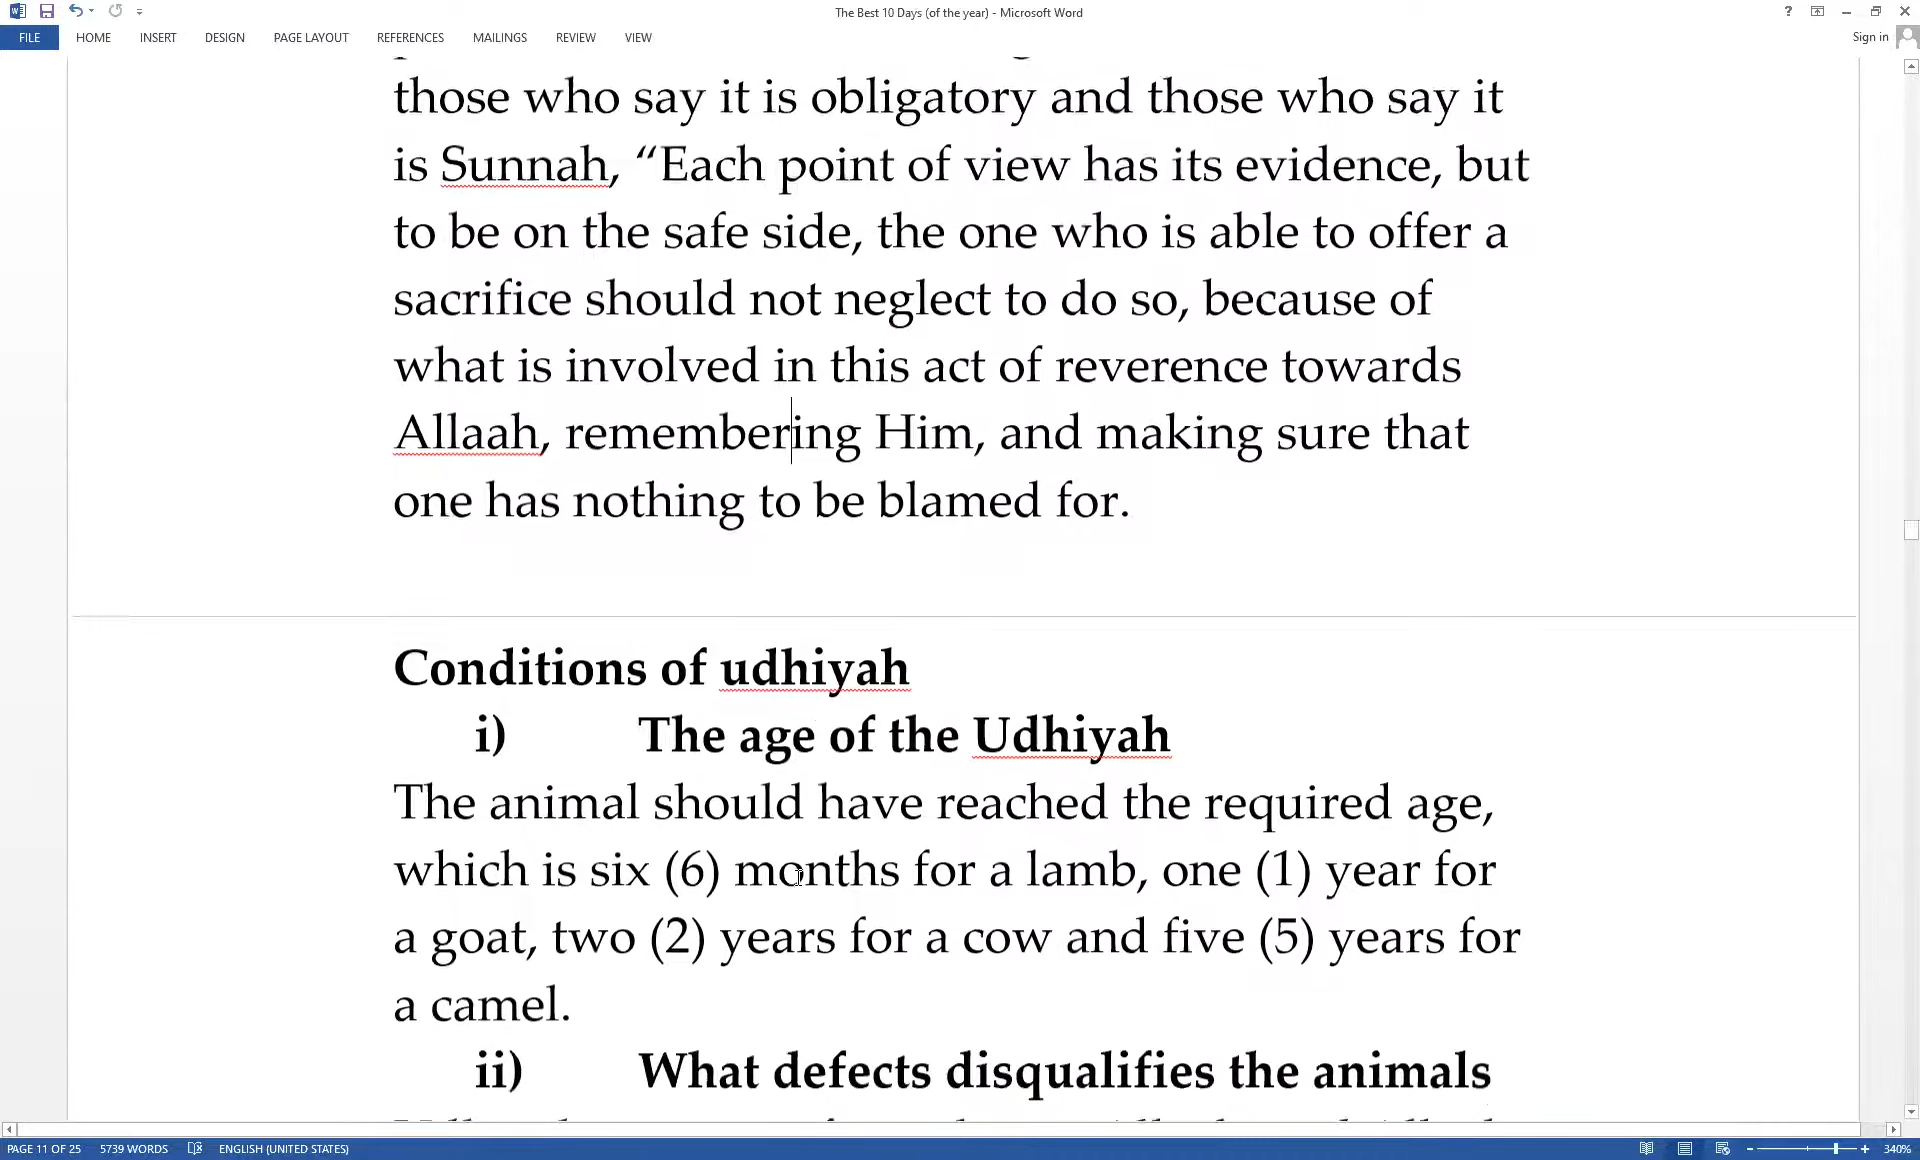 The Best 10 Days (of the year) - Microsoft Word
?
FILE HOME INSERT DESIGN PAGE LAYOUT REFERENCES MAILINGS REVIEW VIEW Sign in
those who say it is obligatory and those who say it
is Sunnah, “Each point of view has its evidence, but
to be on the safe side, the one who is able to offer a
sacrifice should not neglect to do so, because of
what is involved in this act of reverence towards
Allaah, remembering Him, and making sure that
one has nothing to be blamed for.
Conditions of udhiyah
i) The age of the Udhiyah
The animal should have reached the required age,
which is six (6) months for a lamb, one (1) year for
a goat, two (2) years for a cow and five (5) years for
a camel.
ii) What defects disqualifies the animals
PAGE 11 OF 25 5739 WORDS ENGLISH (UNITED STATES) 340%